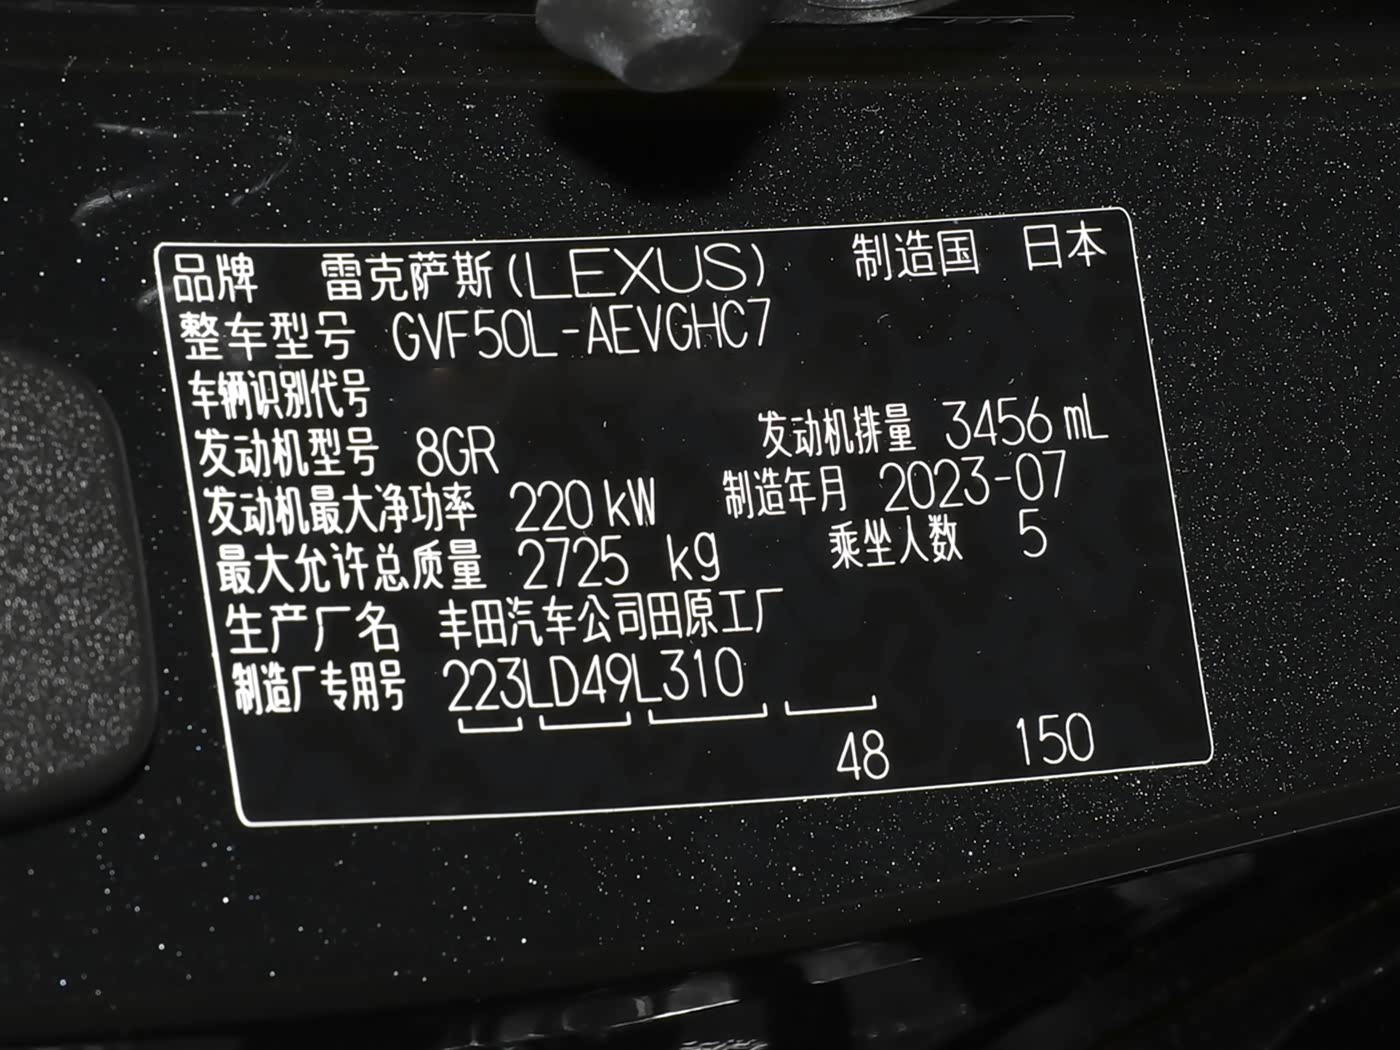 品牌 雷克萨斯(LEXUS) 制造国 日本
整车型号 GVF50L-AEVGHC7
车辆识别代号
发动机型号 8GR 发动机排量 3456 mL
发动机最大净功率 220 kW 制造年月 2023-07
最大允许总质量 2725 kg 乘坐人数 5
生产厂名 丰田汽车公司田原工厂
制造厂专用号 223LD49L310
48 150